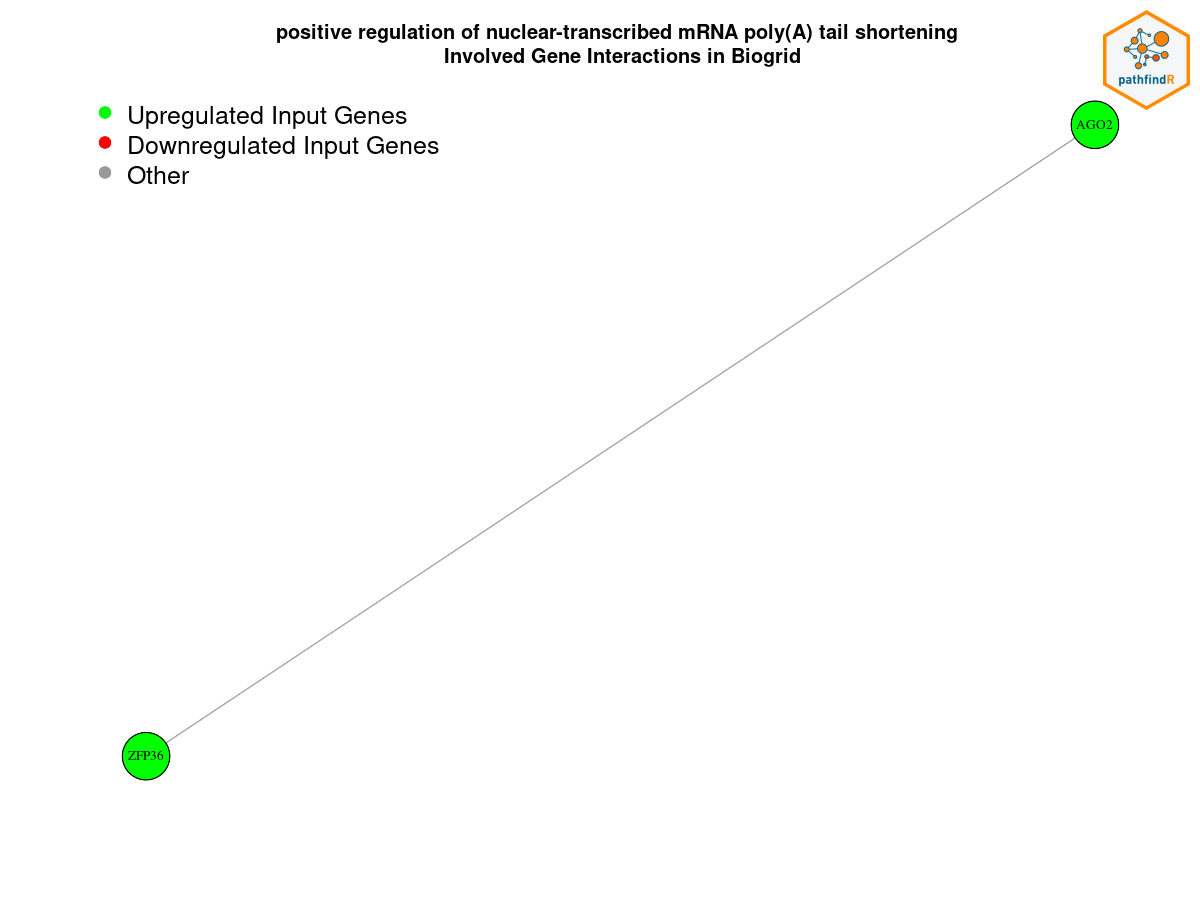 positive regulation of nuclear-transcribed mRNA poly(A) tail shortening
Involved Gene Interactions in Biogrid
pathfindR
Upregulated Input Genes
Downregulated Input Genes
Other
AGO2
ZFP36